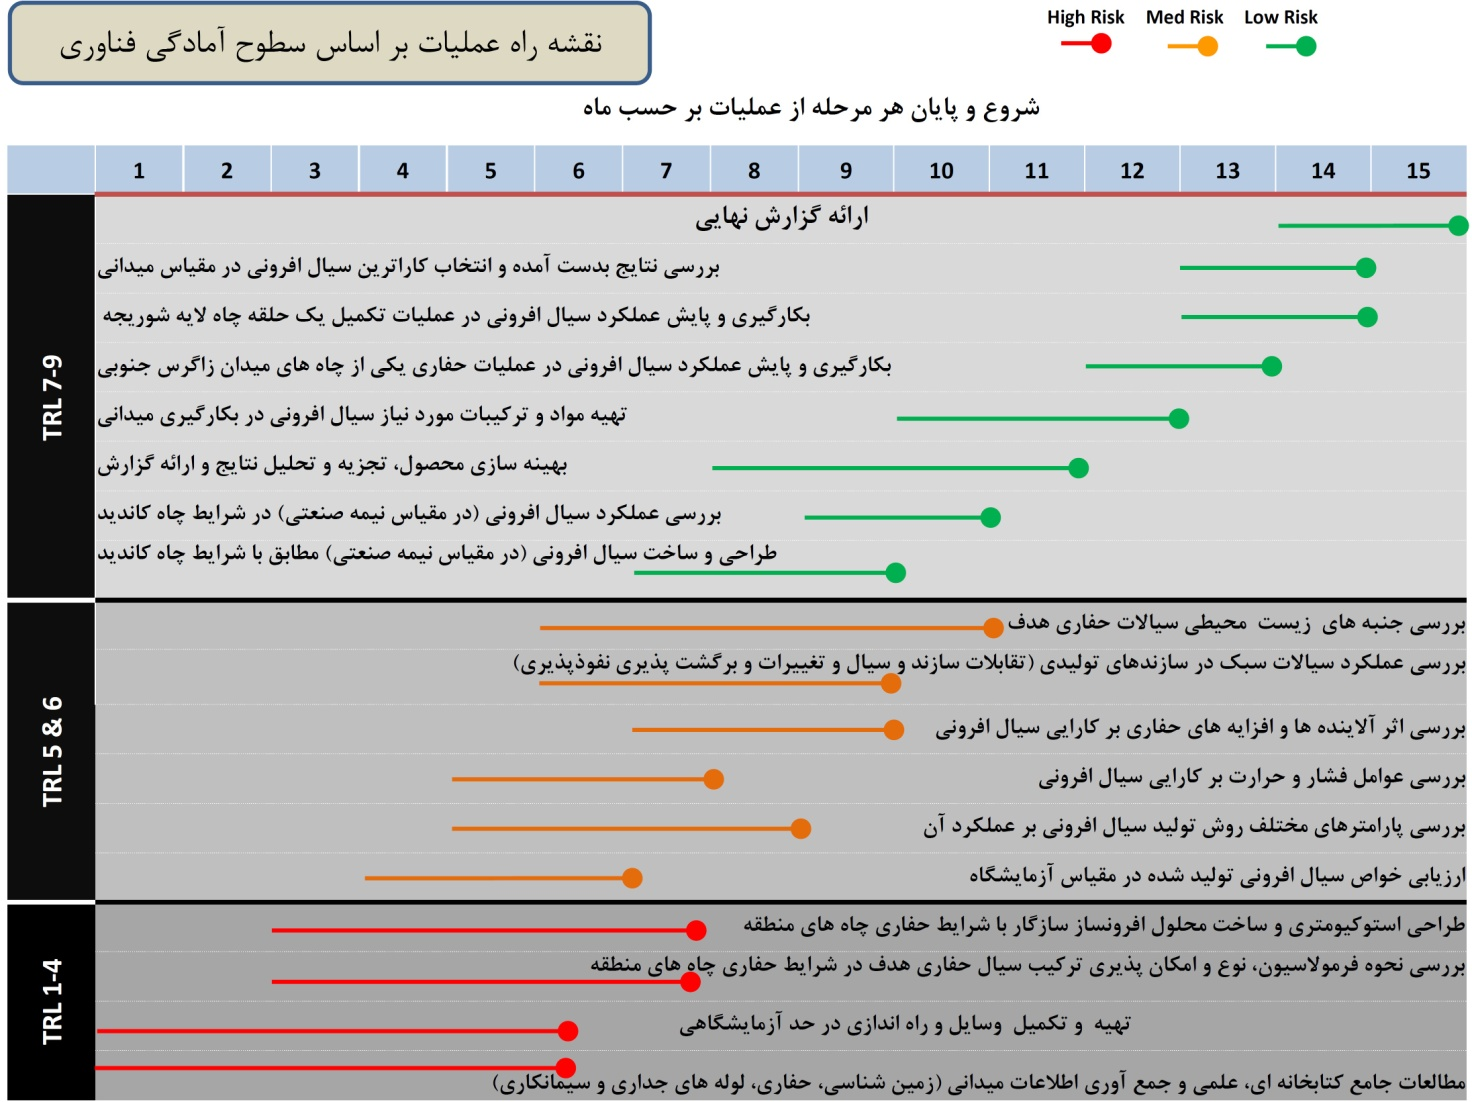 High Risk Med Risk Low Risk
نقشه راه عملیات بر اساس سطوح آمادگی فناوری
شروع و پایان هر مرحله از عملیات بر حسب ماه
1 2 3 4 5 6 7 8 9 10 11 12 13 14 15
TRL 7-9
ارائه گزارش نهایی
بررسی نتایج بدست آمده و انتخاب کاراترین سیال افرونی در مقیاس میدانی
بکارگیری و پایش عملکرد سیال افرونی در عملیات تکمیل یک حلقه چاه لایه شوریجه
بکارگیری و پایش عملکرد سیال افرونی در عملیات حفاری یکی از چاه های میدان زاگرس جنوبی
تهیه مواد و ترکیبات مورد نیاز سیال افرونی در بکارگیری میدانی
بهینه سازی محصول، تجزیه و تحلیل نتایج و ارائه گزارش
بررسی عملکرد سیال افرونی (در مقیاس نیمه صنعتی) در شرایط چاه کاندید
طراحی و ساخت سیال افرونی (در مقیاس نیمه صنعتی) مطابق با شرایط چاه کاندید
TRL 5 & 6
بررسی جنبه های زیست محیطی سیالات حفاری هدف
بررسی عملکرد سیالات سبک در سازندهای تولیدی (تقابلات سازند و سیال و تغییرات و برگشت پذیری نفوذپذیری)
بررسی اثر آلاینده ها و افزایه های حفاری بر کارایی سیال افرونی
بررسی عوامل فشار و حرارت بر کارایی سیال افرونی
بررسی پارامترهای مختلف روش تولید سیال افرونی بر عملکرد آن
ارزیابی خواص سیال افرونی تولید شده در مقیاس آزمایشگاه
TRL 1-4
طراحی استوکیومتری و ساخت محلول افرونساز سازگار با شرایط حفاری چاه های منطقه
بررسی نحوه فرمولاسیون، نوع و امکان پذیری ترکیب سیال حفاری هدف در شرایط حفاری چاه های منطقه
تهیه و تکمیل وسایل و راه اندازی در حد آزمایشگاهی
مطالعات جامع کتابخانه ای، علمی و جمع آوری اطلاعات میدانی (زمین شناسی، حفاری، لوله های جداری و سیمانکاری)